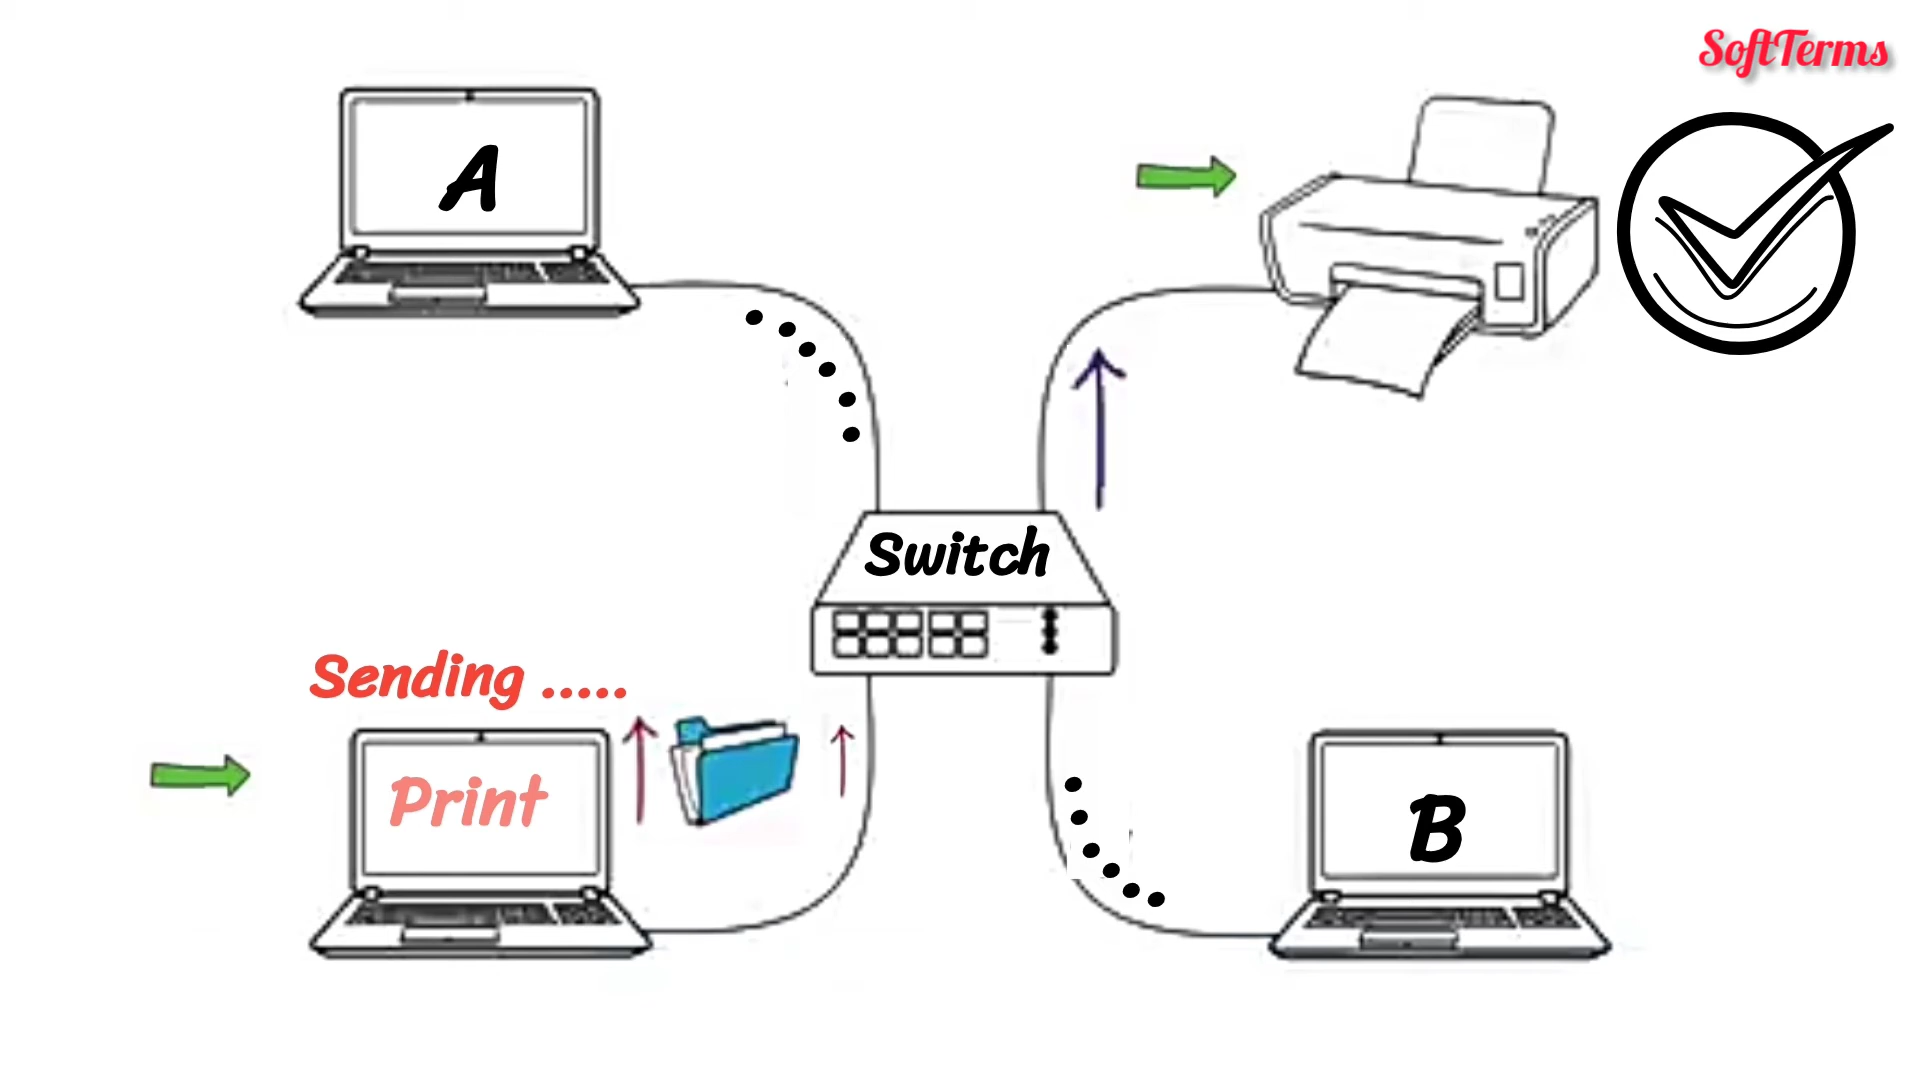 SoftTerms
A
Switch
Sending .....
Print
B